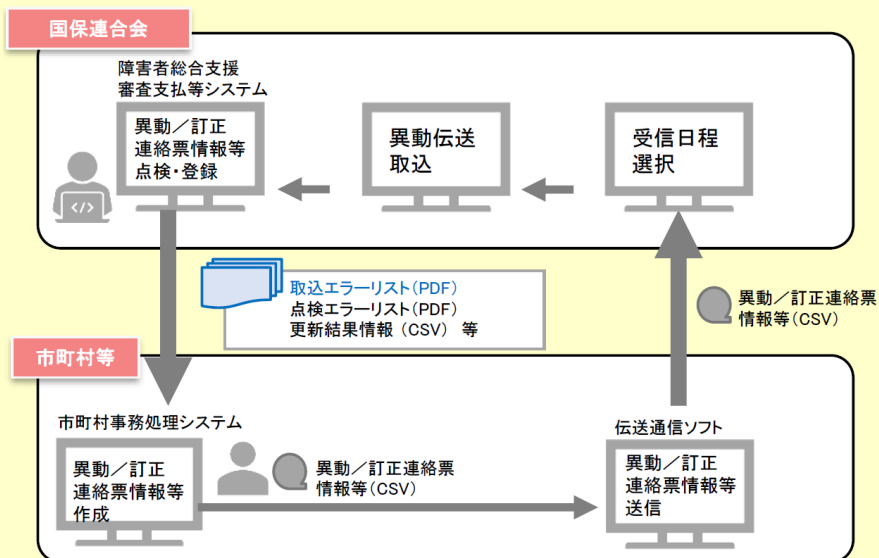 国保連合会
障害者総合支援
審査支払等システム
異動／訂正
連絡票情報等
点検・登録
異動伝送
取込
受信日程
選択
</>
取込エラーリスト（PDF）
点検エラーリスト（PDF）
更新結果情報（CSV） 等
異動／訂正連絡票
情報等（CSV）
市町村等
市町村事務処理システム
異動／訂正
連絡票情報等
作成
異動／訂正連絡票
情報等（CSV）
伝送通信ソフト
異動／訂正
連絡票情報等
送信